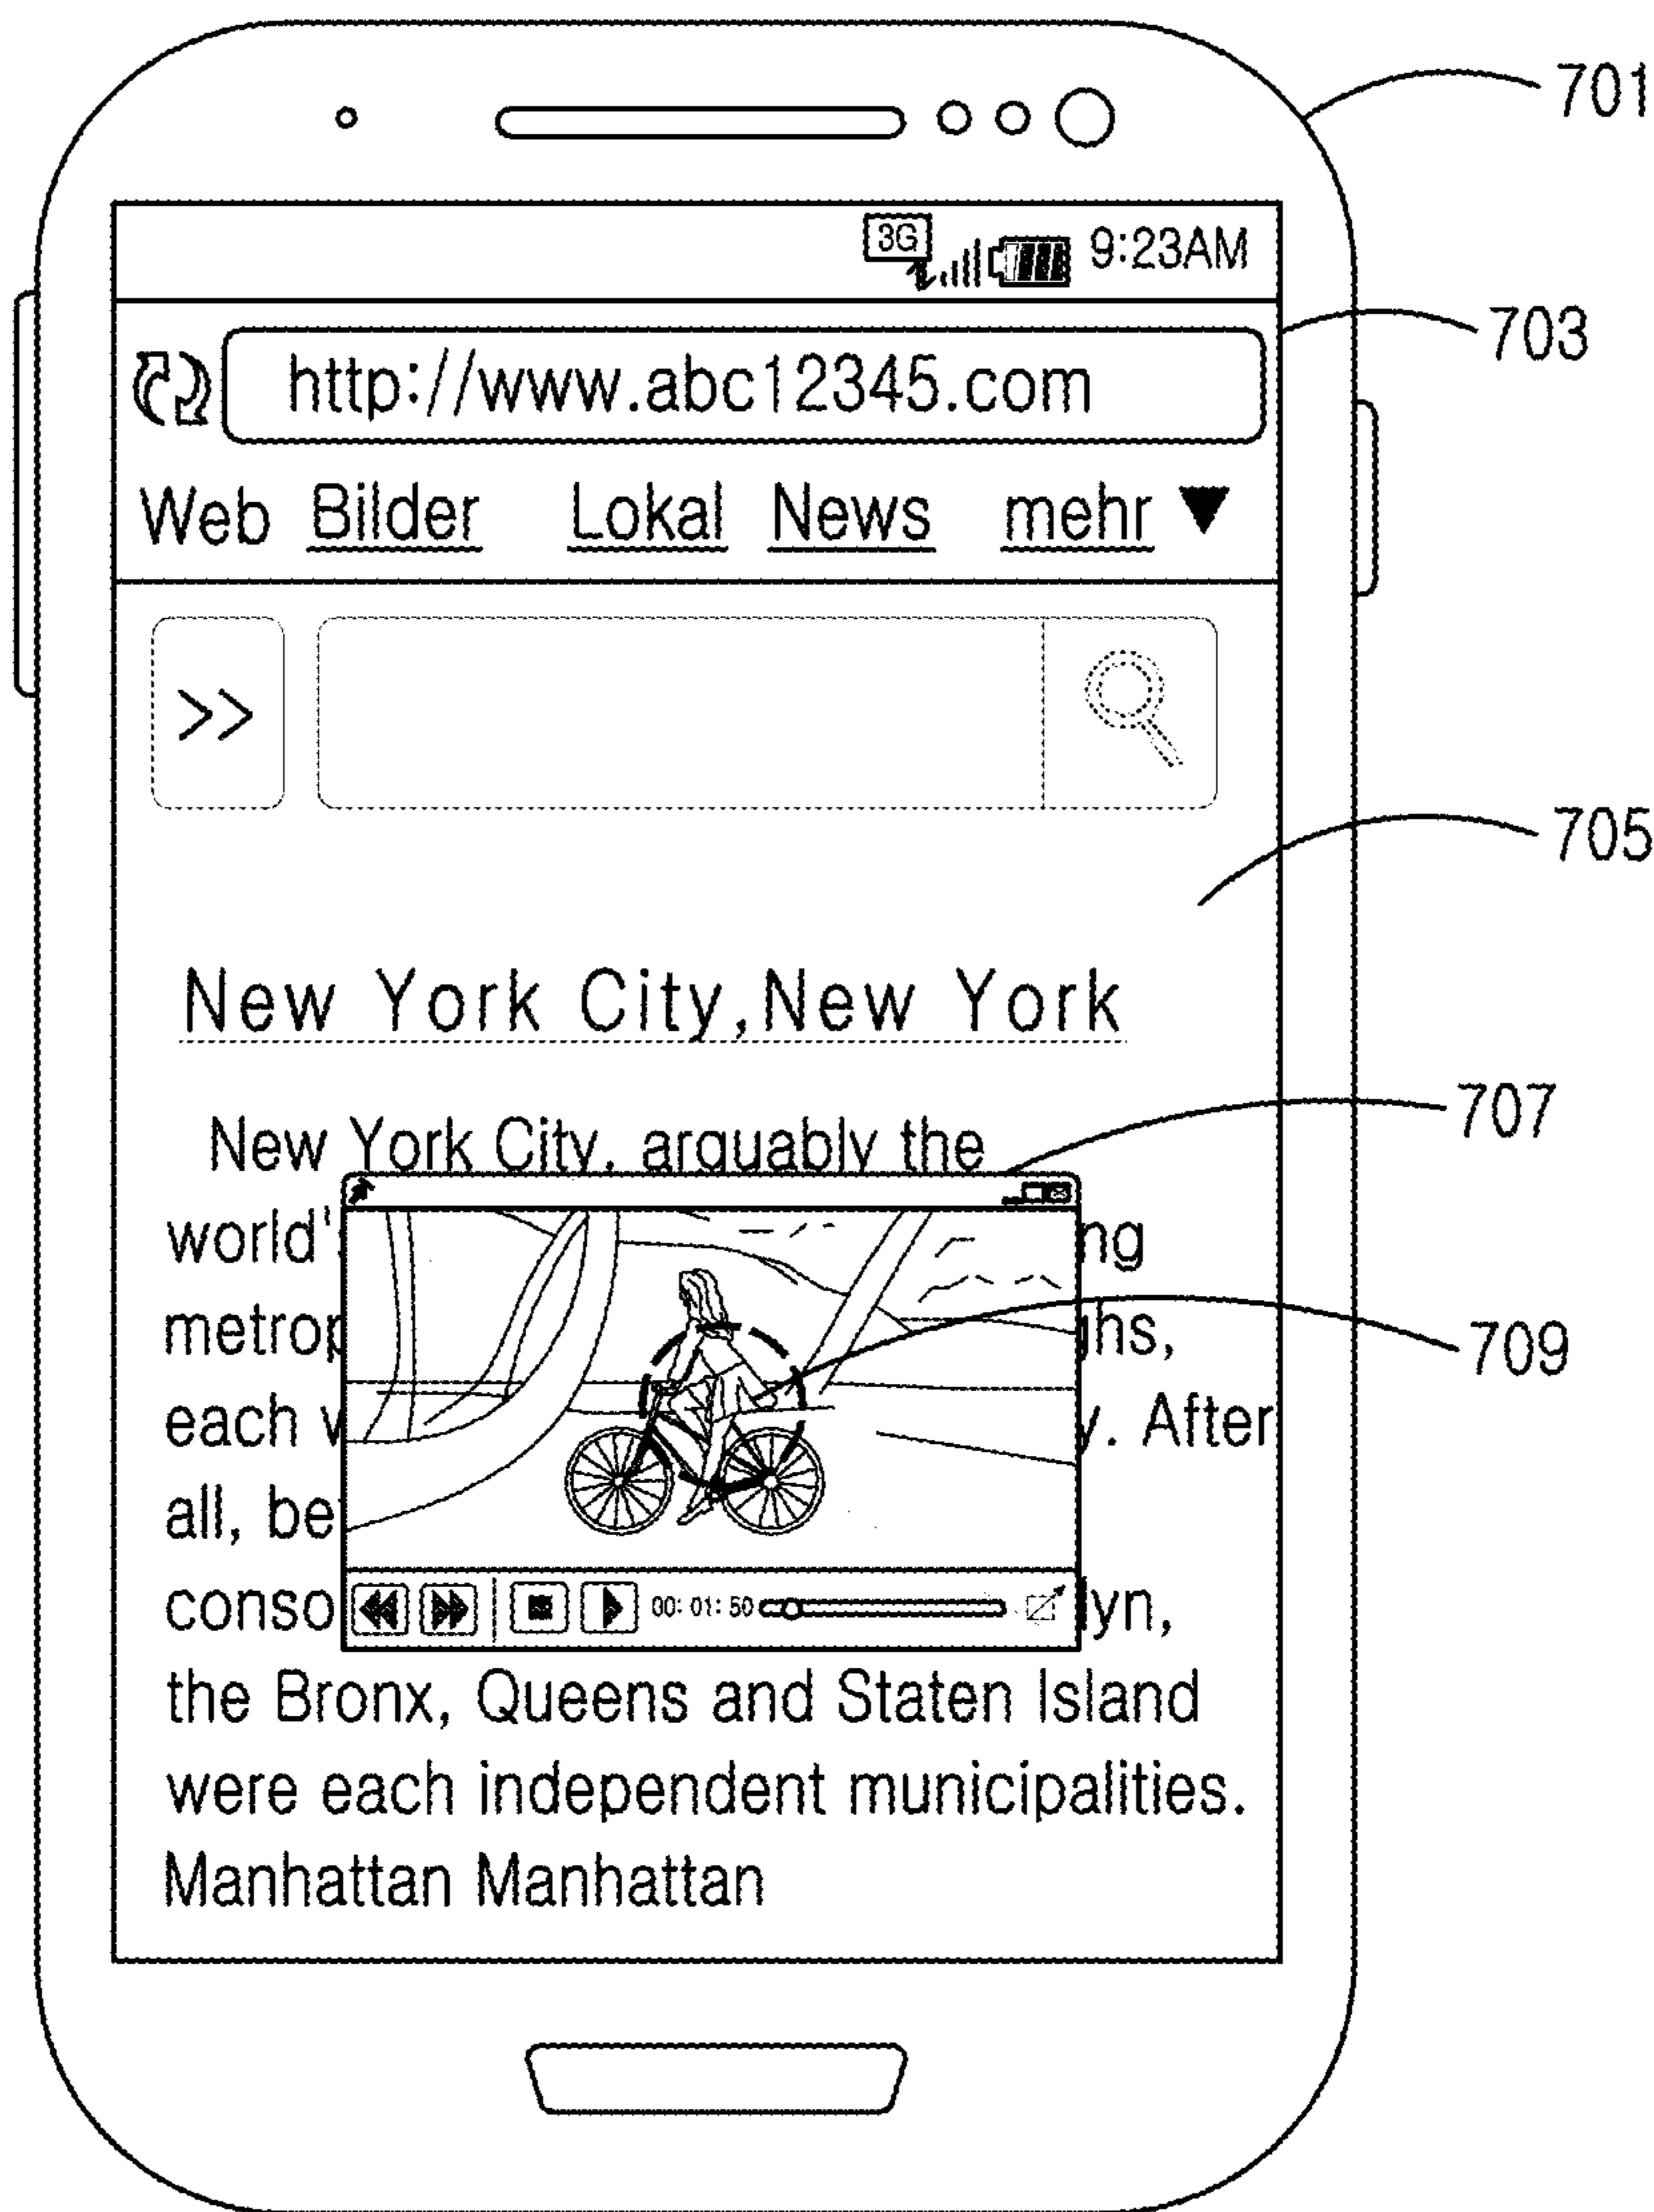 701
3G 9:23AM
703
http://www.abc12345.com
Web Bilder Lokal News mehr
>>
705
New York City,New York
707
New York City, arguably the
world' ng
metrop ghs,
709
each w y. After
all, be
conso lyn,
00:01:50
the Bronx, Queens and Staten Island
were each independent municipalities.
Manhattan Manhattan